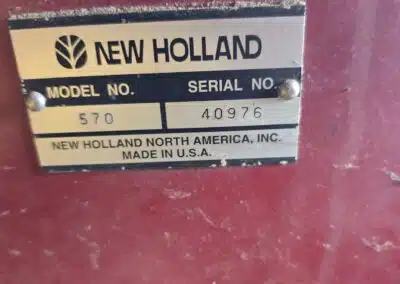 NEW HOLLAND
MODEL NO. SERIAL NO.
570 40976
NEW HOLLAND NORTH AMERICA, INC.
MADE IN U.S.A.